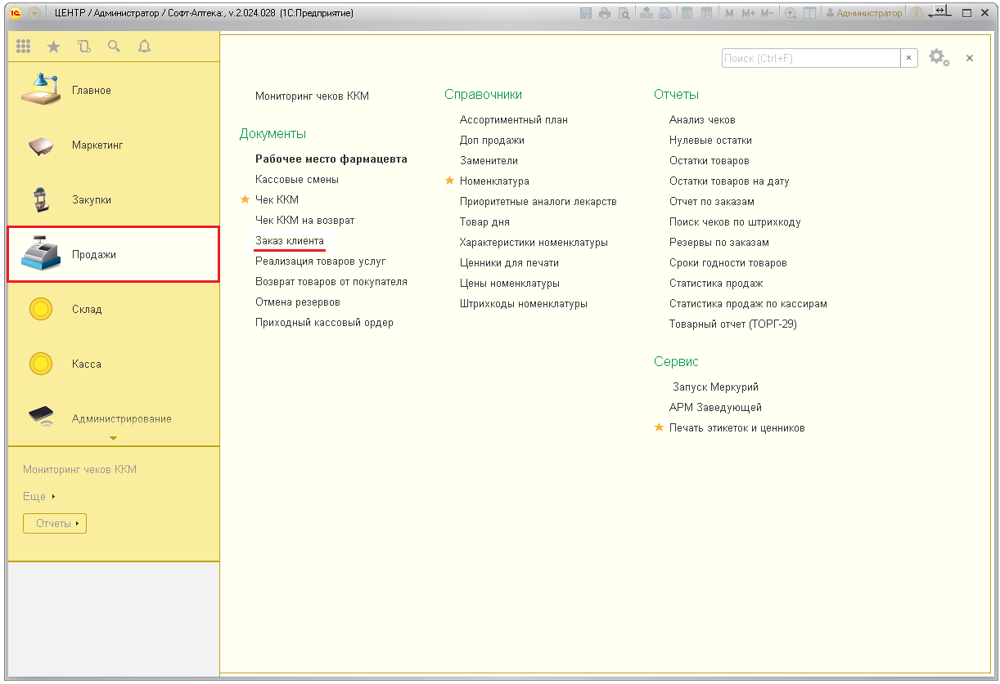 ЦЕНТР / Администратор / Софт-Аптека:, v.2.024.028 (1С:Предприятие)
M M+ M- Администратор
Поиск (Ctrl+F)
Главное
Маркетинг
Закупки
Продажи
Склад
Касса
Администрирование
Мониторинг чеков ККМ
Еще
Отчеты
Мониторинг чеков ККМ
Документы
Рабочее место фармацевта
Кассовые смены
Чек ККМ
Чек ККМ на возврат
Заказ клиента
Реализация товаров услуг
Возврат товаров от покупателя
Отмена резервов
Приходный кассовый ордер
Справочники
Ассортиментный план
Доп продажи
Заменители
Номенклатура
Приоритетные аналоги лекарств
Товар дня
Характеристики номенклатуры
Ценники для печати
Цены номенклатуры
Штрихкоды номенклатуры
Отчеты
Анализ чеков
Нулевые остатки
Остатки товаров
Остатки товаров на дату
Отчет по заказам
Поиск чеков по штрихкоду
Резервы по заказам
Сроки годности товаров
Статистика продаж
Статистика продаж по кассирам
Товарный отчет (ТОРГ-29)
Сервис
Запуск Меркурий
АРМ Заведующей
Печать этикеток и ценников